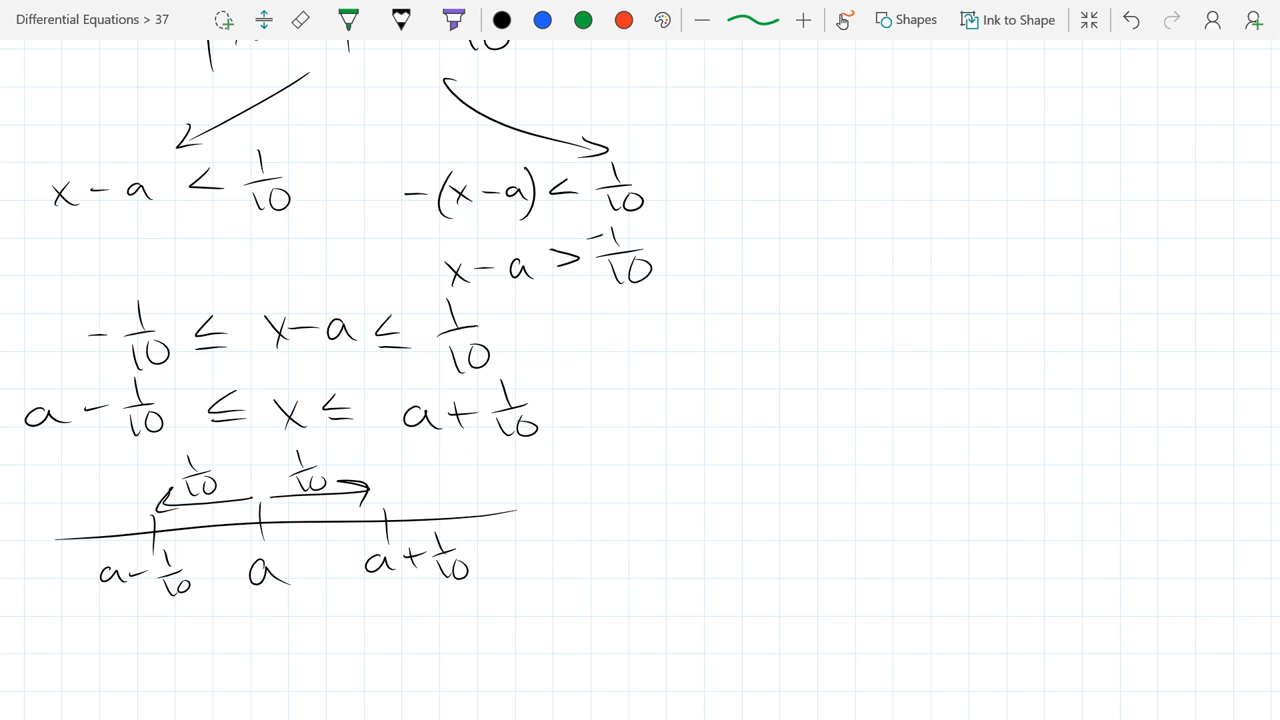 Differential Equations > 37
Shapes
Ink to Shape
x - a < 1/10
-(x - a) < 1/10
x - a > -1/10
-1/10 ≤ x - a ≤ 1/10
a - 1/10 ≤ x ≤ a + 1/10
1/10 1/10
a - 1/10 a a + 1/10